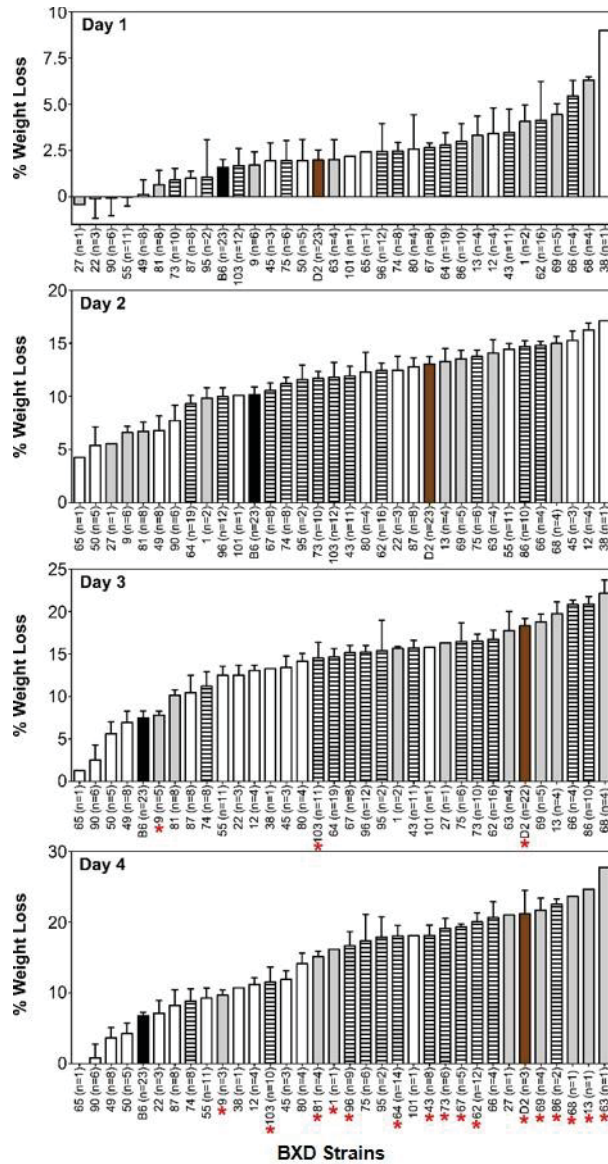 Day 1
% Weight Loss
10
7.5
5.0
2.5
0
27 (n=1)
22 (n=3)
90 (n=6)
55 (n=11)
49 (n=8)
81 (n=8)
73 (n=10)
87 (n=8)
95 (n=2)
B6 (n=23)
103 (n=12)
9 (n=6)
45 (n=3)
75 (n=6)
50 (n=5)
D2 (n=23)
63 (n=4)
101 (n=1)
65 (n=1)
96 (n=12)
74 (n=8)
80 (n=4)
67 (n=8)
64 (n=19)
86 (n=10)
13 (n=4)
12 (n=4)
43 (n=11)
1 (n=2)
62 (n=16)
69 (n=5)
66 (n=4)
68 (n=4)
38 (n=1)
Day 2
% Weight Loss
20
15
10
5
0
65 (n=1)
50 (n=5)
27 (n=1)
9 (n=6)
81 (n=8)
49 (n=8)
90 (n=6)
64 (n=19)
1 (n=2)
96 (n=12)
101 (n=1)
B6 (n=23)
67 (n=8)
74 (n=8)
95 (n=2)
73 (n=10)
103 (n=12)
43 (n=11)
80 (n=4)
62 (n=16)
22 (n=3)
87 (n=8)
D2 (n=23)
13 (n=4)
69 (n=5)
75 (n=6)
63 (n=4)
55 (n=11)
86 (n=10)
66 (n=4)
68 (n=4)
45 (n=3)
12 (n=4)
38 (n=1)
Day 3
% Weight Loss
25
20
15
10
5
0
65 (n=1)
90 (n=6)
50 (n=5)
49 (n=8)
B6 (n=23)
*9 (n=5)
81 (n=8)
87 (n=8)
74 (n=8)
55 (n=11)
22 (n=3)
12 (n=4)
38 (n=1)
45 (n=3)
80 (n=4)
*103 (n=11)
64 (n=19)
67 (n=8)
96 (n=12)
95 (n=2)
1 (n=2)
43 (n=11)
101 (n=1)
27 (n=1)
75 (n=6)
73 (n=10)
62 (n=16)
63 (n=4)
*D2 (n=22)
69 (n=5)
13 (n=4)
66 (n=4)
86 (n=10)
68 (n=4)
Day 4
% Weight Loss
30
20
10
0
65 (n=1)
90 (n=6)
49 (n=8)
50 (n=5)
B6 (n=23)
22 (n=3)
87 (n=8)
74 (n=8)
55 (n=11)
*9 (n=3)
38 (n=1)
12 (n=4)
*103 (n=10)
45 (n=3)
80 (n=4)
*81 (n=4)
*1 (n=1)
*96 (n=9)
75 (n=6)
95 (n=2)
*64 (n=14)
101 (n=1)
*43 (n=8)
*73 (n=6)
*67 (n=5)
*62 (n=12)
66 (n=4)
27 (n=1)
*D2 (n=3)
*69 (n=4)
*86 (n=2)
*68 (n=1)
*13 (n=1)
*63 (n=1)
BXD Strains